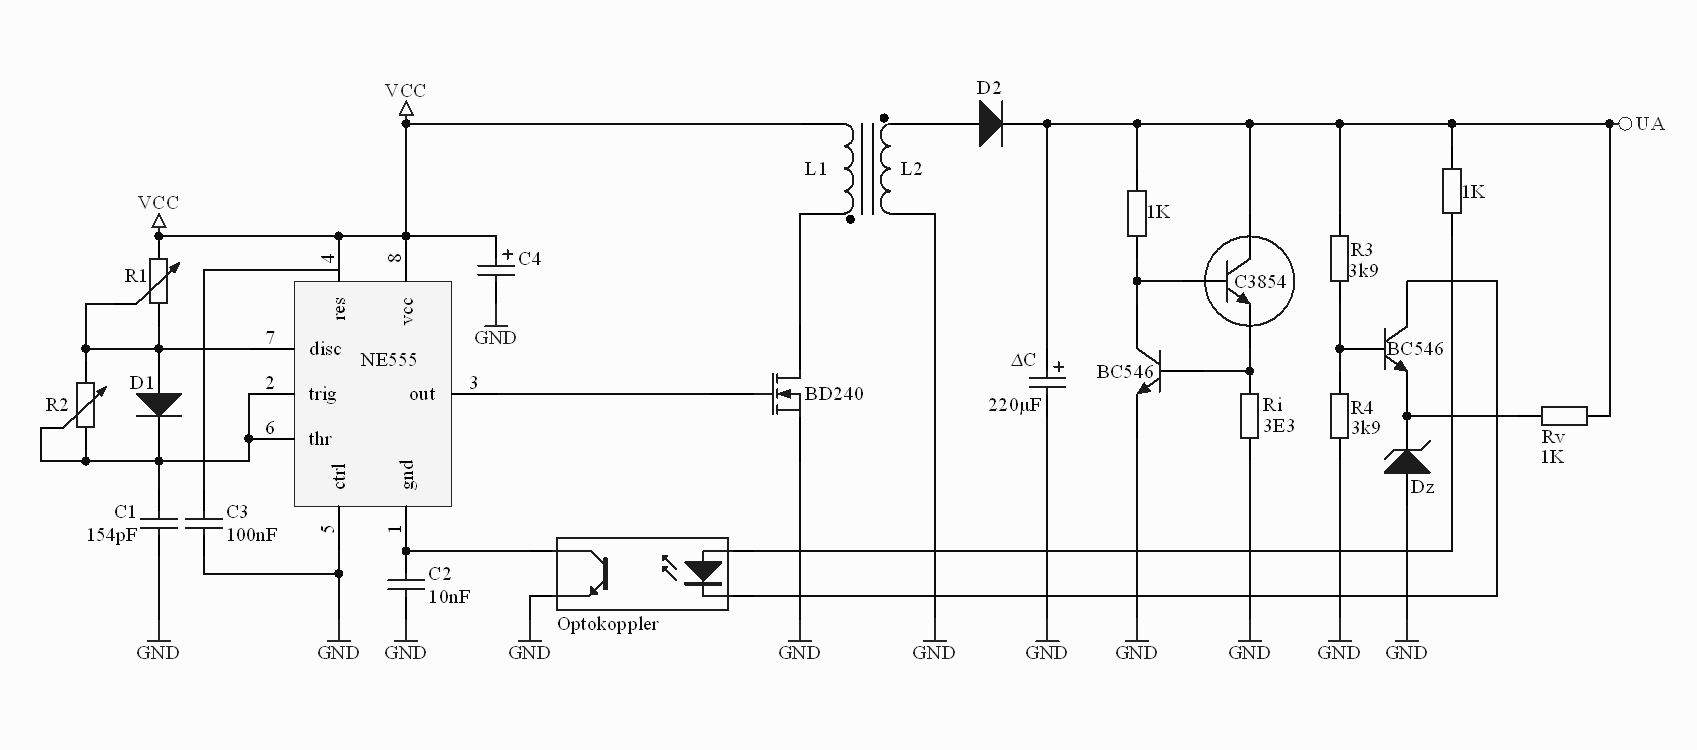 VCC
VCC
D2
UA
L1
L2
R1
4
8
C4
1K
1K
R3
3k9
C3854
res
vcc
GND
7
disc
NE555
BC546
ΔC
220µF
BC546
R2
D1
2
trig
out
3
BD240
Ri
3E3
R4
3k9
6
thr
Rv
1K
ctrl
gnd
Dz
C1
154pF
C3
100nF
5
1
C2
10nF
Optokoppler
GND
GND
GND
GND
GND
GND
GND
GND
GND
GND
GND